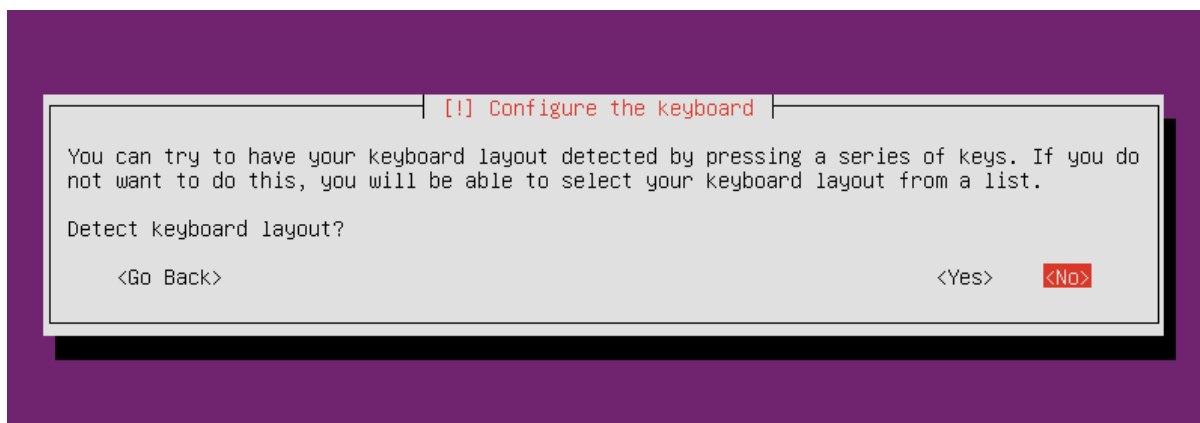 [!] Configure the keyboard
You can try to have your keyboard layout detected by pressing a series of keys. If you do
not want to do this, you will be able to select your keyboard layout from a list.
Detect keyboard layout?
<Go Back> <Yes> <No>